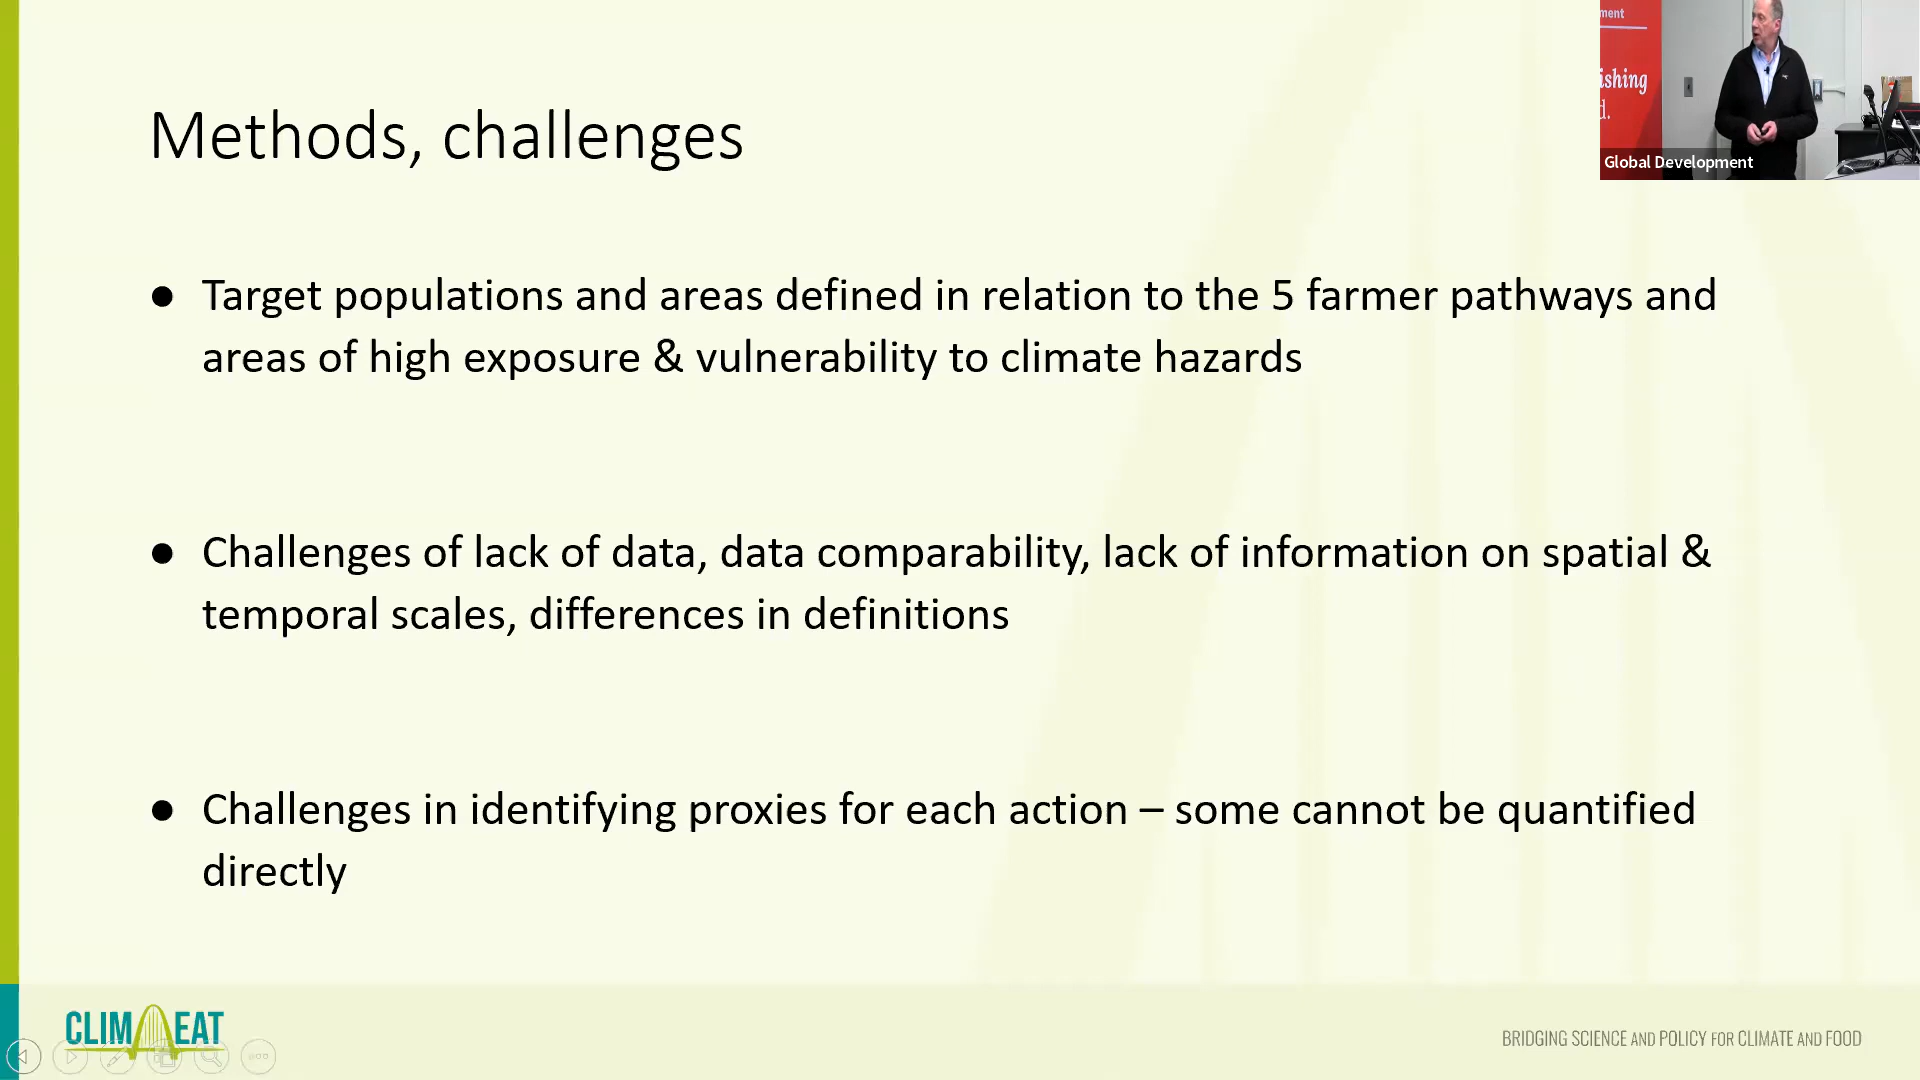 ment
ishing
d.
Global Development
Methods, challenges
● Target populations and areas defined in relation to the 5 farmer pathways and
areas of high exposure & vulnerability to climate hazards
● Challenges of lack of data, data comparability, lack of information on spatial &
temporal scales, differences in definitions
● Challenges in identifying proxies for each action – some cannot be quantified
directly
CLIM EAT
BRIDGING SCIENCE AND POLICY FOR CLIMATE AND FOOD